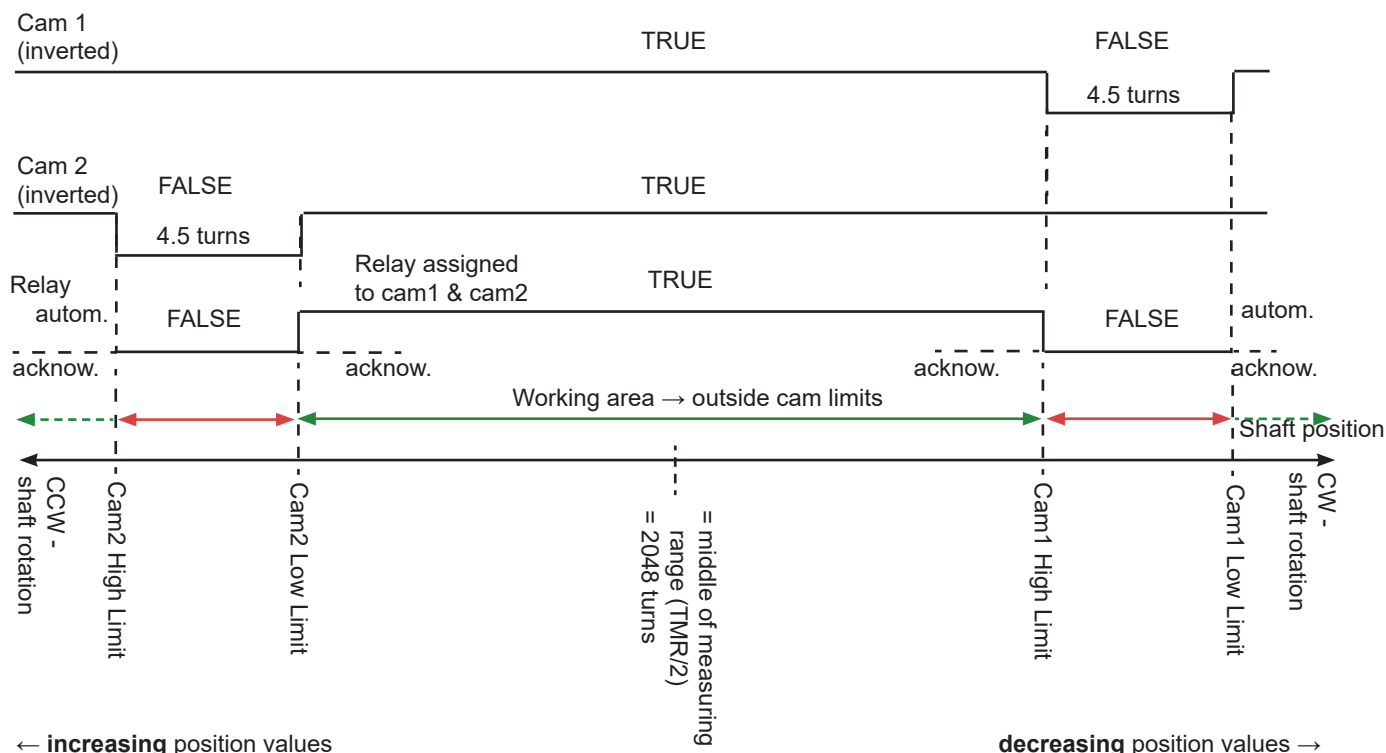 Cam 1
(inverted)
TRUE
FALSE
4.5 turns
Cam 2
(inverted)
FALSE
TRUE
4.5 turns
Relay
autom.
FALSE
Relay assigned
to cam1 & cam2
TRUE
FALSE
autom.
acknow.
acknow.
acknow.
acknow.
Working area → outside cam limits
Shaft position
CCW -
shaft rotation
Cam2 High Limit
Cam2 Low Limit
= middle of measuring
range (TMR/2)
= 2048 turns
Cam1 High Limit
Cam1 Low Limit
CW -
shaft rotation
← increasing position values
decreasing position values →